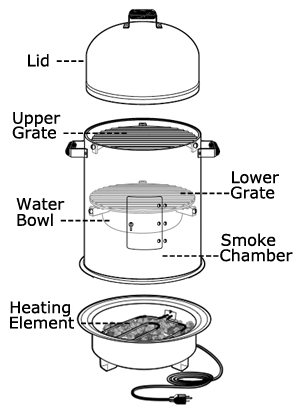 Lid
Upper
Grate
Lower
Grate
Water
Bowl
Smoke
Chamber
Heating
Element